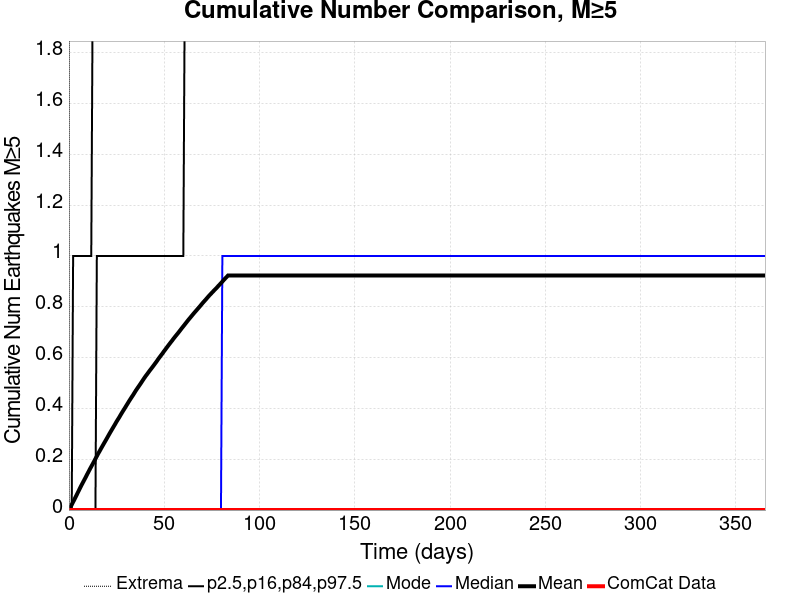 Cumulative Number Comparison, M≥5
Cumulative Num Earthquakes M≥5
1.8
1.6
1.4
1.2
1
0.8
0.6
0.4
0.2
0
0 50 100 150 200 250 300 350
Time (days)
Extrema p2.5,p16,p84,p97.5 Mode Median Mean ComCat Data